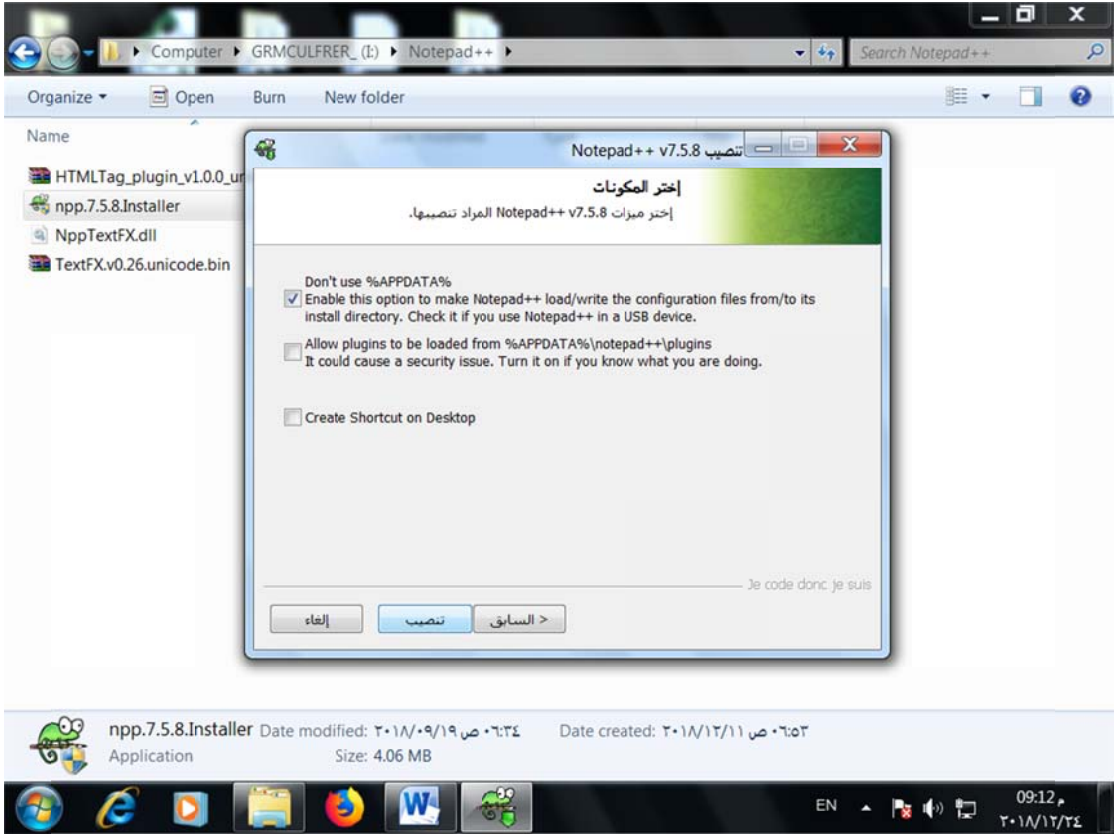 Computer ▸ GRMCULFRER_ (I:) ▸ Notepad++ ▸
Search Notepad++
Organize
Open
Burn
New folder
Name
HTMLTag_plugin_v1.0.0_ur
npp.7.5.8.Installer
NppTextFX.dll
TextFX.v0.26.unicode.bin
تنصيب Notepad++ v7.5.8
إختر المكونات
إختر ميزات Notepad++ v7.5.8 المراد تنصيبها.
Don't use %APPDATA%
Enable this option to make Notepad++ load/write the configuration files from/to its
install directory. Check it if you use Notepad++ in a USB device.
Allow plugins to be loaded from %APPDATA%\notepad++\plugins
It could cause a security issue. Turn it on if you know what you are doing.
Create Shortcut on Desktop
Je code donc je suis
< السابق
تنصيب
إلغاء
npp.7.5.8.Installer
Date modified: ٢٠١٨/٠٩/١٩ ص ٠٦:٣٤
Date created: ٢٠١٨/١٢/١١ ص ٠٦:٥٣
Application
Size: 4.06 MB
EN
09:12 م
٢٠١٨/١٢/٢٤